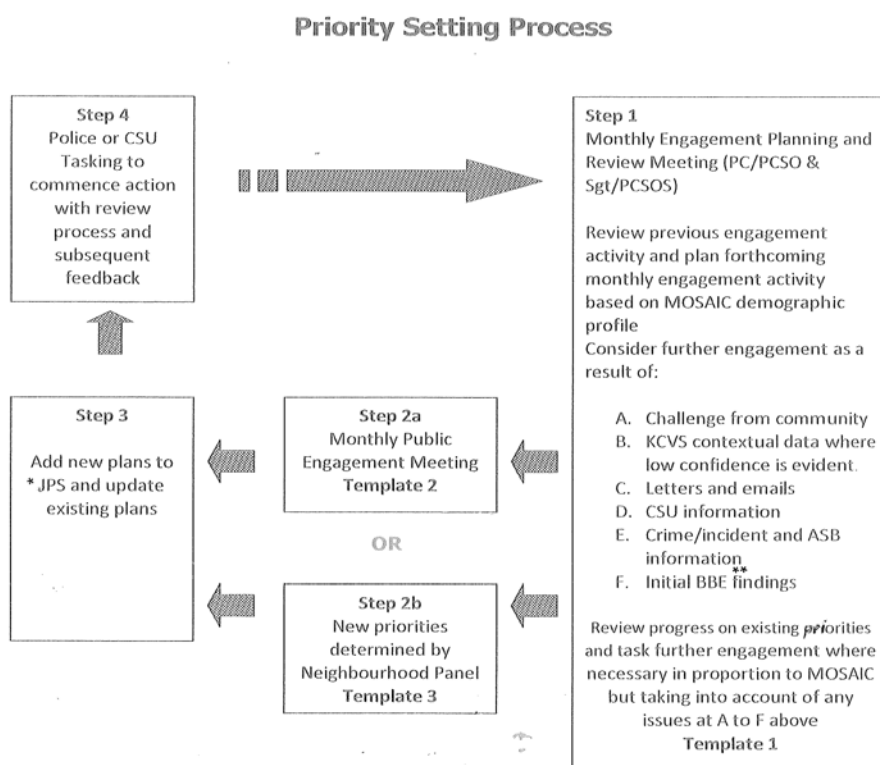 Priority Setting Process
Step 1
Monthly Engagement Planning and
Review Meeting (PC/PCSO &
Sgt/PCSOS)
Review previous engagement
activity and plan forthcoming
monthly engagement activity
based on MOSAIC demographic
profile
Consider further engagement as a
result of:
A. Challenge from community
B. KCVS contextual data where
low confidence is evident.
C. Letters and emails
D. CSU information
E. Crime/incident and ASB
information
F. Initial BBE findings**
Review progress on existing priorities
and task further engagement where
necessary in proportion to MOSAIC
but taking into account of any
issues at A to F above
Template 1
Step 2a
Monthly Public
Engagement Meeting
Template 2
OR
Step 2b
New priorities
determined by
Neighbourhood Panel
Template 3
Step 3
Add new plans to
*JPS and update
existing plans
Step 4
Police or CSU
Tasking to
commence action
with review
process and
subsequent
feedback